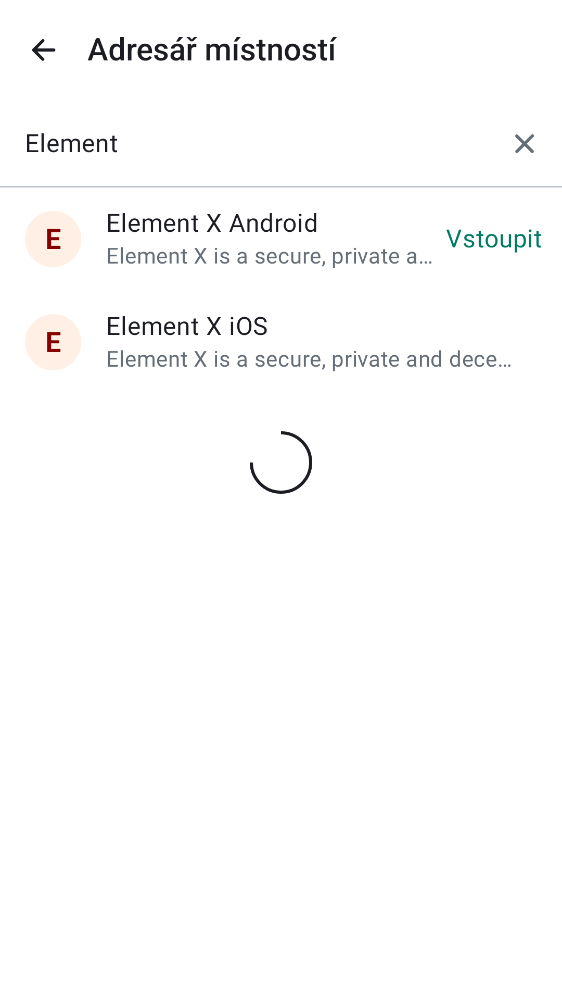 Adresář místností
Element
E
Element X Android
Element X is a secure, private a…
Vstoupit
E
Element X iOS
Element X is a secure, private and dece…